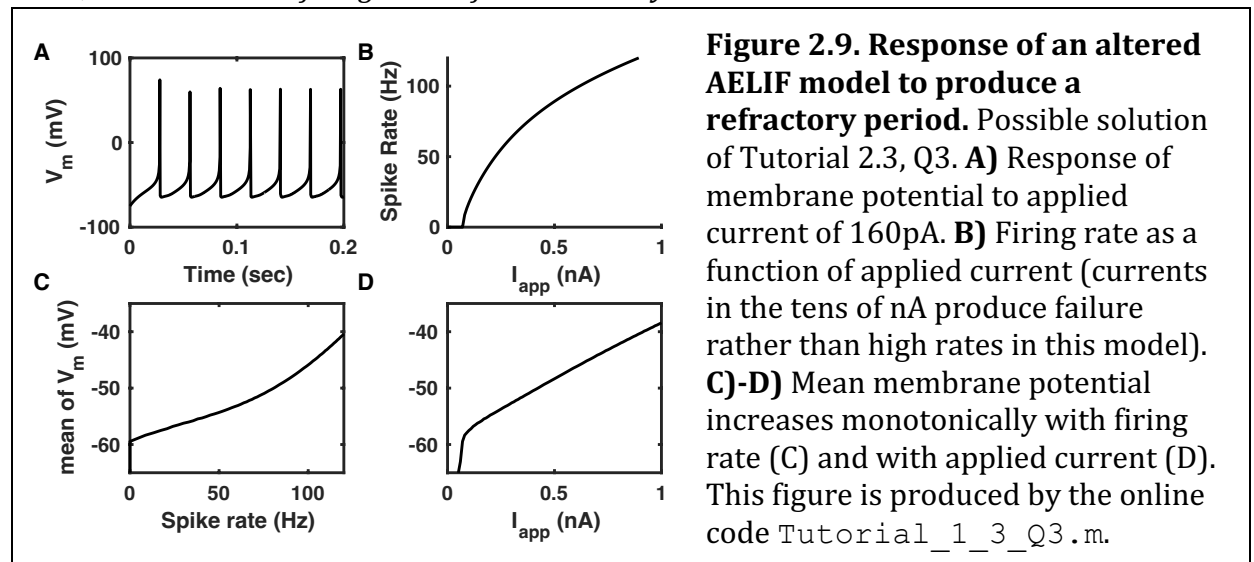 A
B
100
0
-100
V_m (mV)
0
0.1
0.2
Time (sec)
Spike Rate (Hz)
100
50
0
0
0.5
1
I_app (nA)
C
D
mean of V_m (mV)
-40
-50
-60
0
50
100
Spike rate (Hz)
-40
-50
-60
0
0.5
1
I_app (nA)
Figure 2.9. Response of an altered
AELIF model to produce a
refractory period. Possible solution
of Tutorial 2.3, Q3. A) Response of
membrane potential to applied
current of 160pA. B) Firing rate as a
function of applied current (currents
in the tens of nA produce failure
rather than high rates in this model).
C)-D) Mean membrane potential
increases monotonically with firing
rate (C) and with applied current (D).
This figure is produced by the online
code Tutorial_1_3_Q3.m.